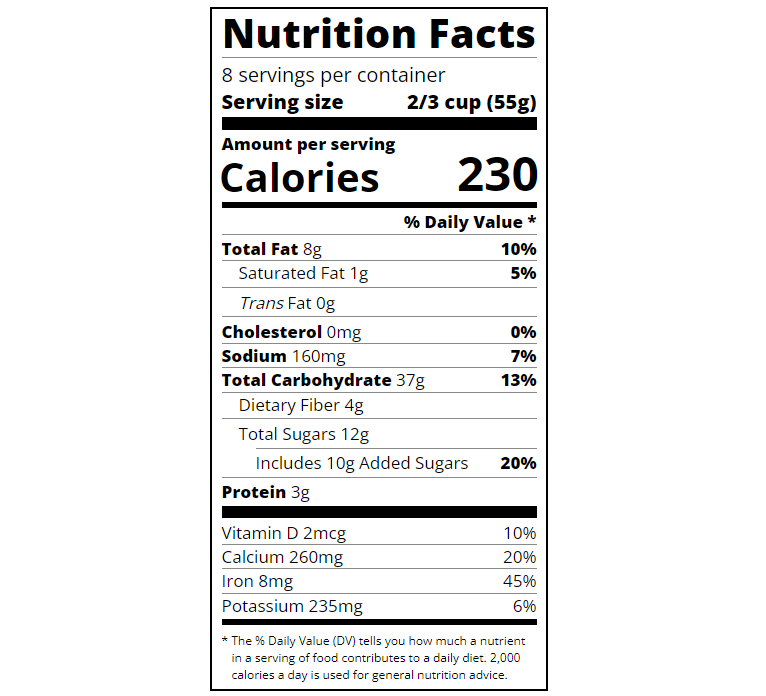 Nutrition Facts
8 servings per container
Serving size 2/3 cup (55g)
Amount per serving
Calories 230
% Daily Value *
Total Fat 8g 10%
Saturated Fat 1g 5%
Trans Fat 0g
Cholesterol 0mg 0%
Sodium 160mg 7%
Total Carbohydrate 37g 13%
Dietary Fiber 4g
Total Sugars 12g
Includes 10g Added Sugars 20%
Protein 3g
Vitamin D 2mcg 10%
Calcium 260mg 20%
Iron 8mg 45%
Potassium 235mg 6%
* The % Daily Value (DV) tells you how much a nutrient
in a serving of food contributes to a daily diet. 2,000
calories a day is used for general nutrition advice.